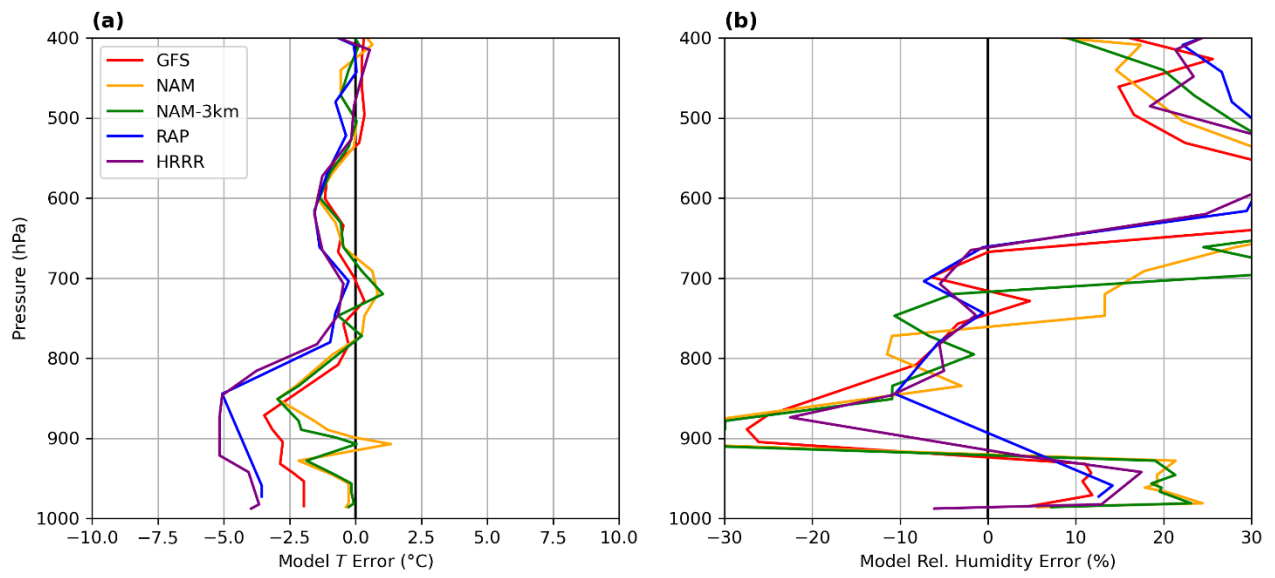 (a)
400
500
600
700
800
900
1000
Pressure (hPa)
GFS
NAM
NAM-3km
RAP
HRRR
-10.0 -7.5 -5.0 -2.5 0.0 2.5 5.0 7.5 10.0
Model T Error (°C)
(b)
400
500
600
700
800
900
1000
−30 −20 −10 0 10 20 30
Model Rel. Humidity Error (%)